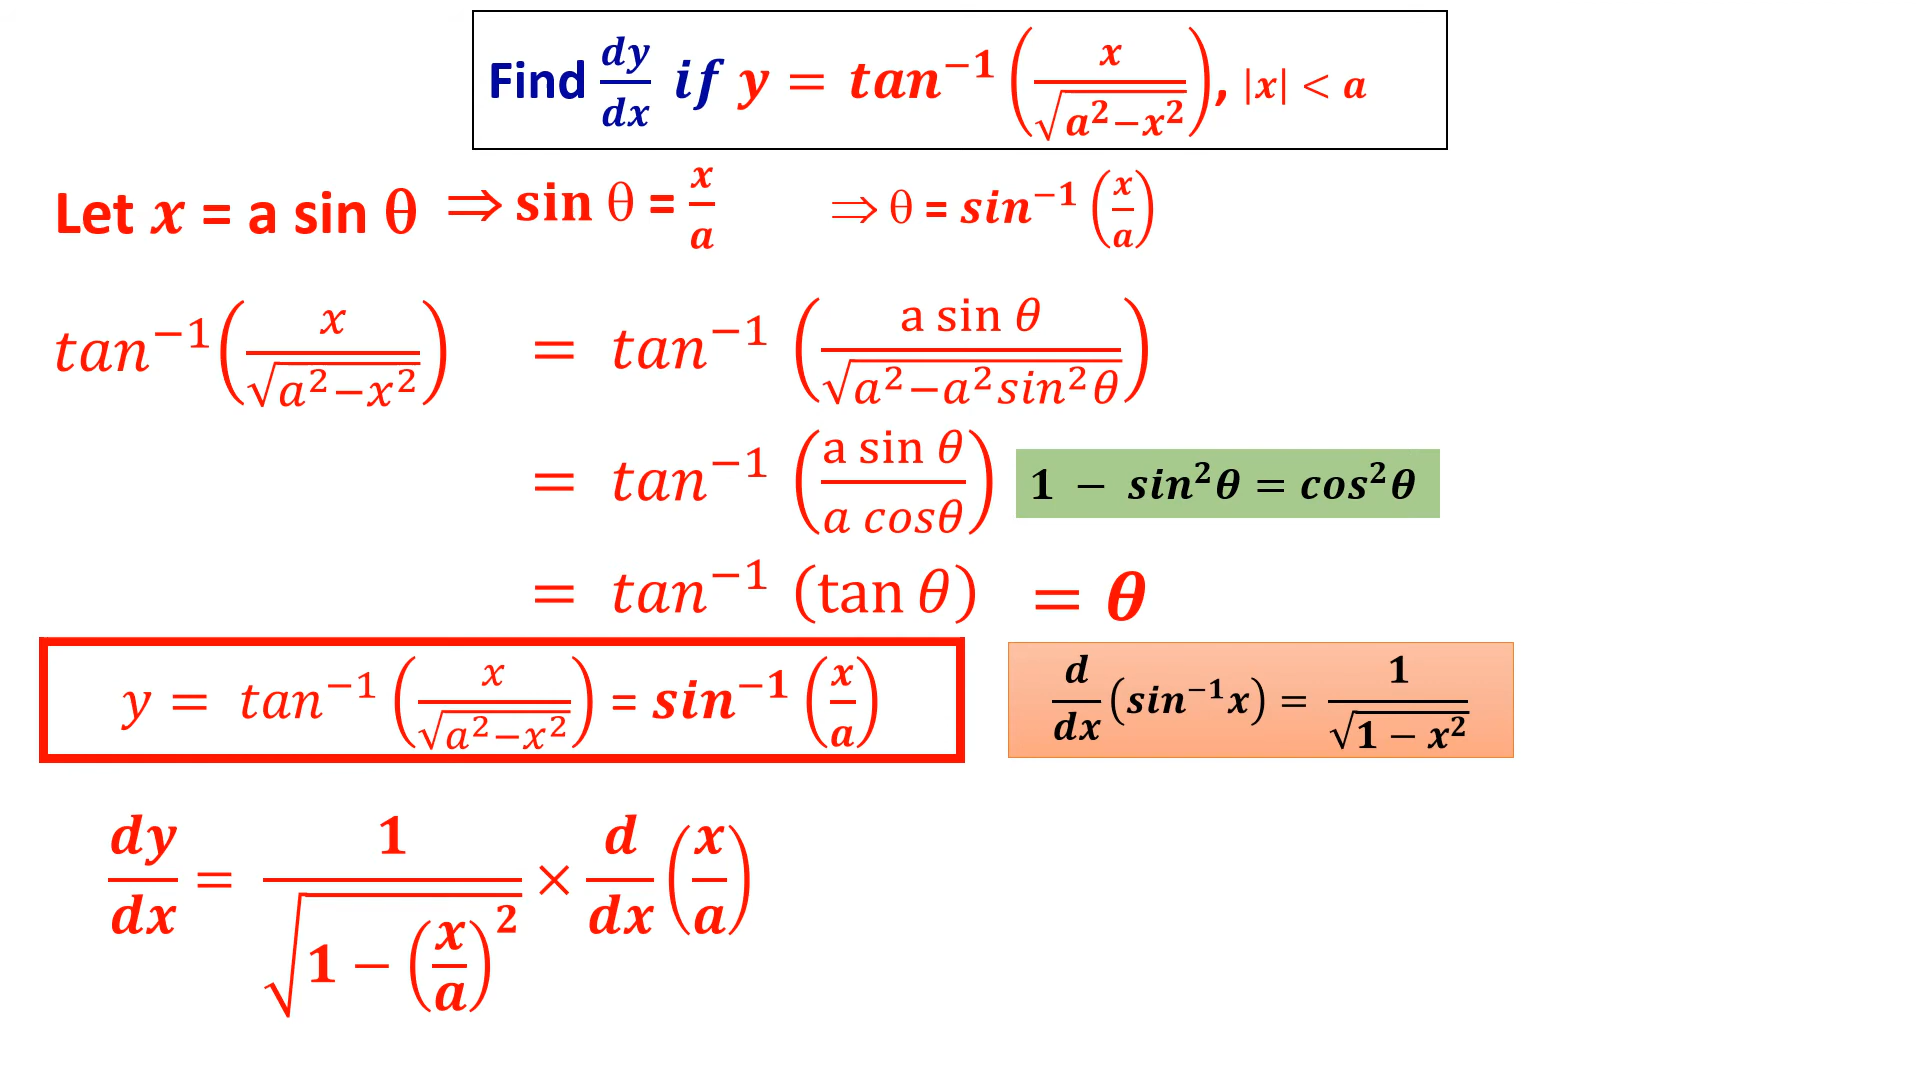 Find dy/dx if y = tan⁻¹(x/√(a²−x²)), |x| < a
Let x = a sin θ ⇒ sin θ = x/a ⇒ θ = sin⁻¹(x/a)
tan⁻¹(x/√(a²−x²)) = tan⁻¹(a sin θ/√(a²−a²sin²θ))
= tan⁻¹(a sin θ/a cosθ) 1 − sin²θ = cos²θ
= tan⁻¹(tan θ) = θ
y = tan⁻¹(x/√(a²−x²)) = sin⁻¹(x/a) d/dx(sin⁻¹x) = 1/√(1 − x²)
dy/dx = 1/√(1 − (x/a)²) × d/dx(x/a)